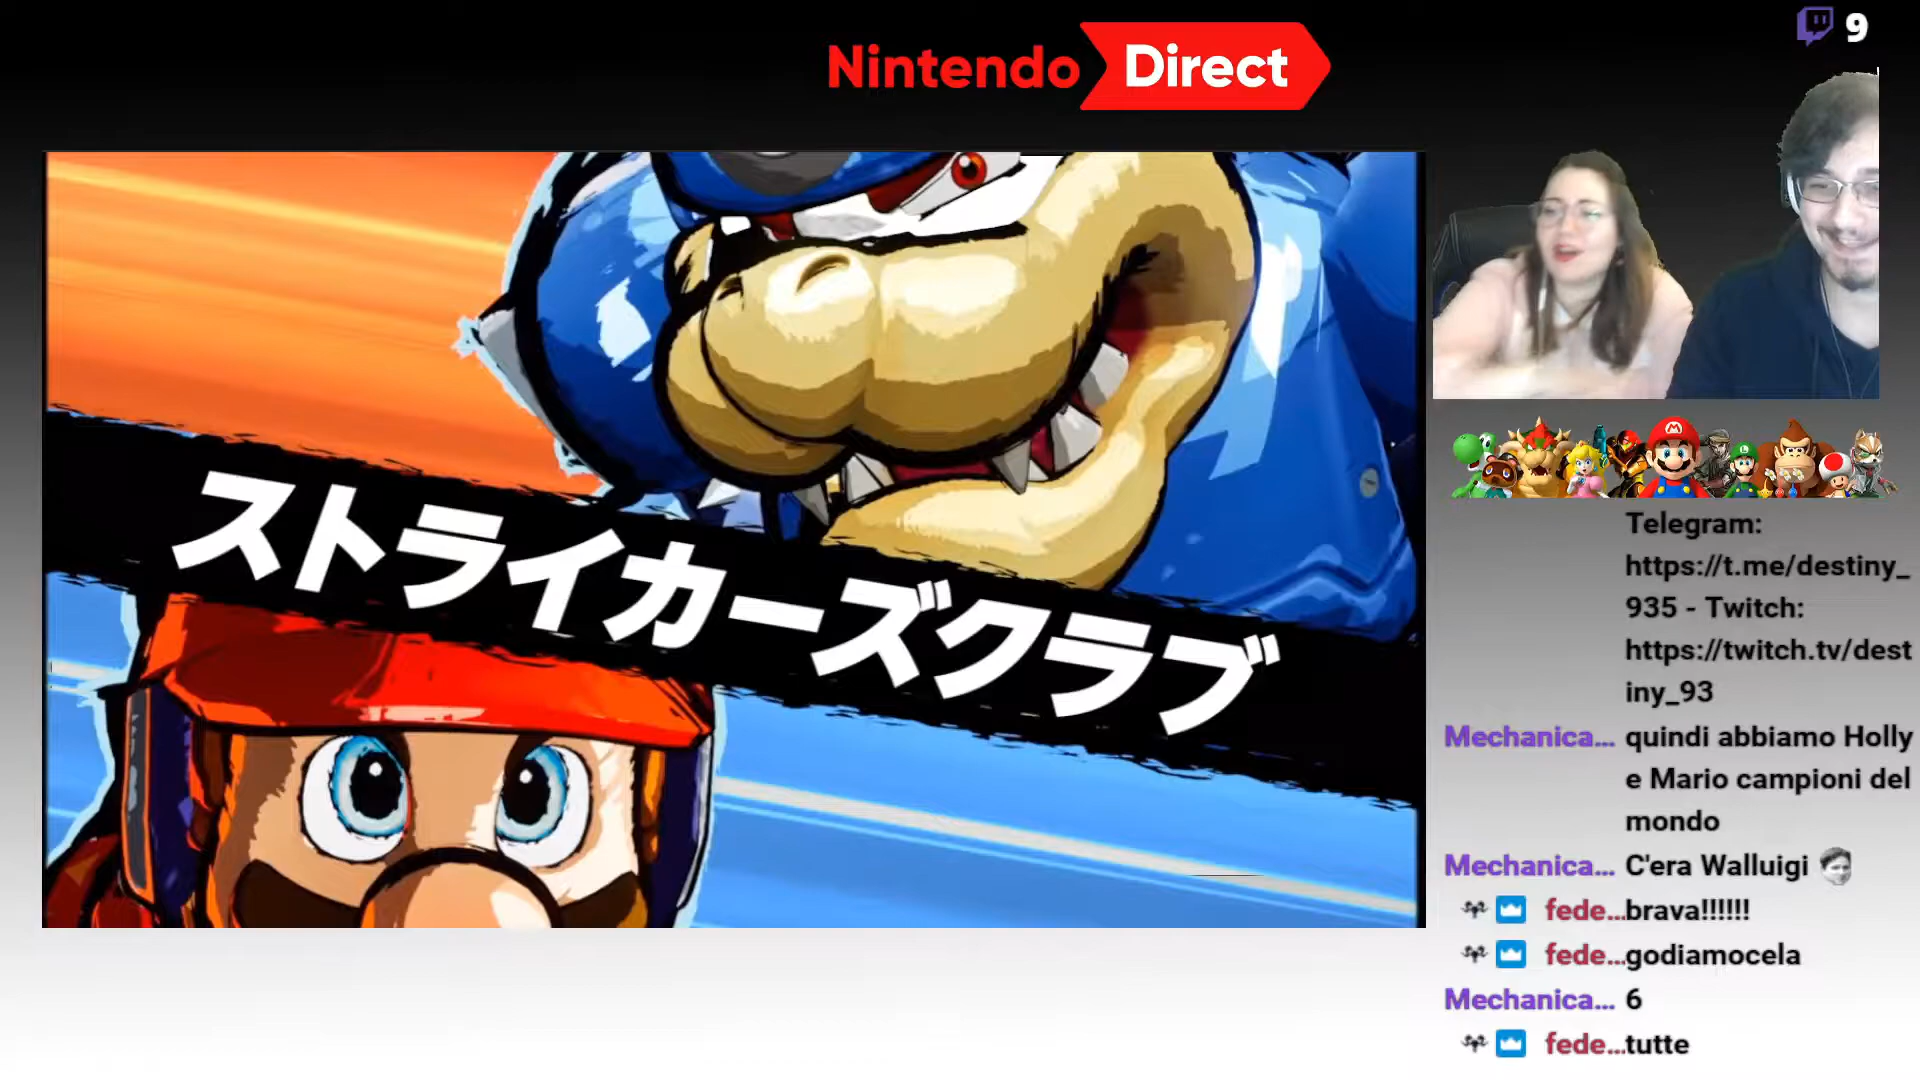 Nintendo Direct
9
ストライカーズクラブ
Telegram:
https://t.me/destiny_
935 - Twitch:
https://twitch.tv/dest
iny_93
Mechanica... quindi abbiamo Holly
e Mario campioni del
mondo
Mechanica... C'era Walluigi
fede...brava!!!!!!
fede...godiamocela
Mechanica... 6
fede...tutte